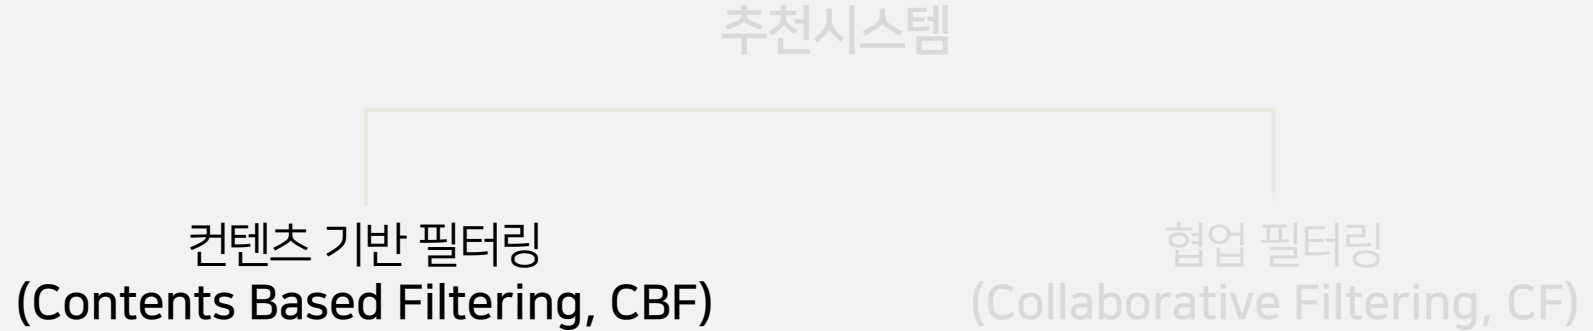 추천시스템
컨텐츠 기반 필터링
(Contents Based Filtering, CBF)
협업 필터링
(Collaborative Filtering, CF)